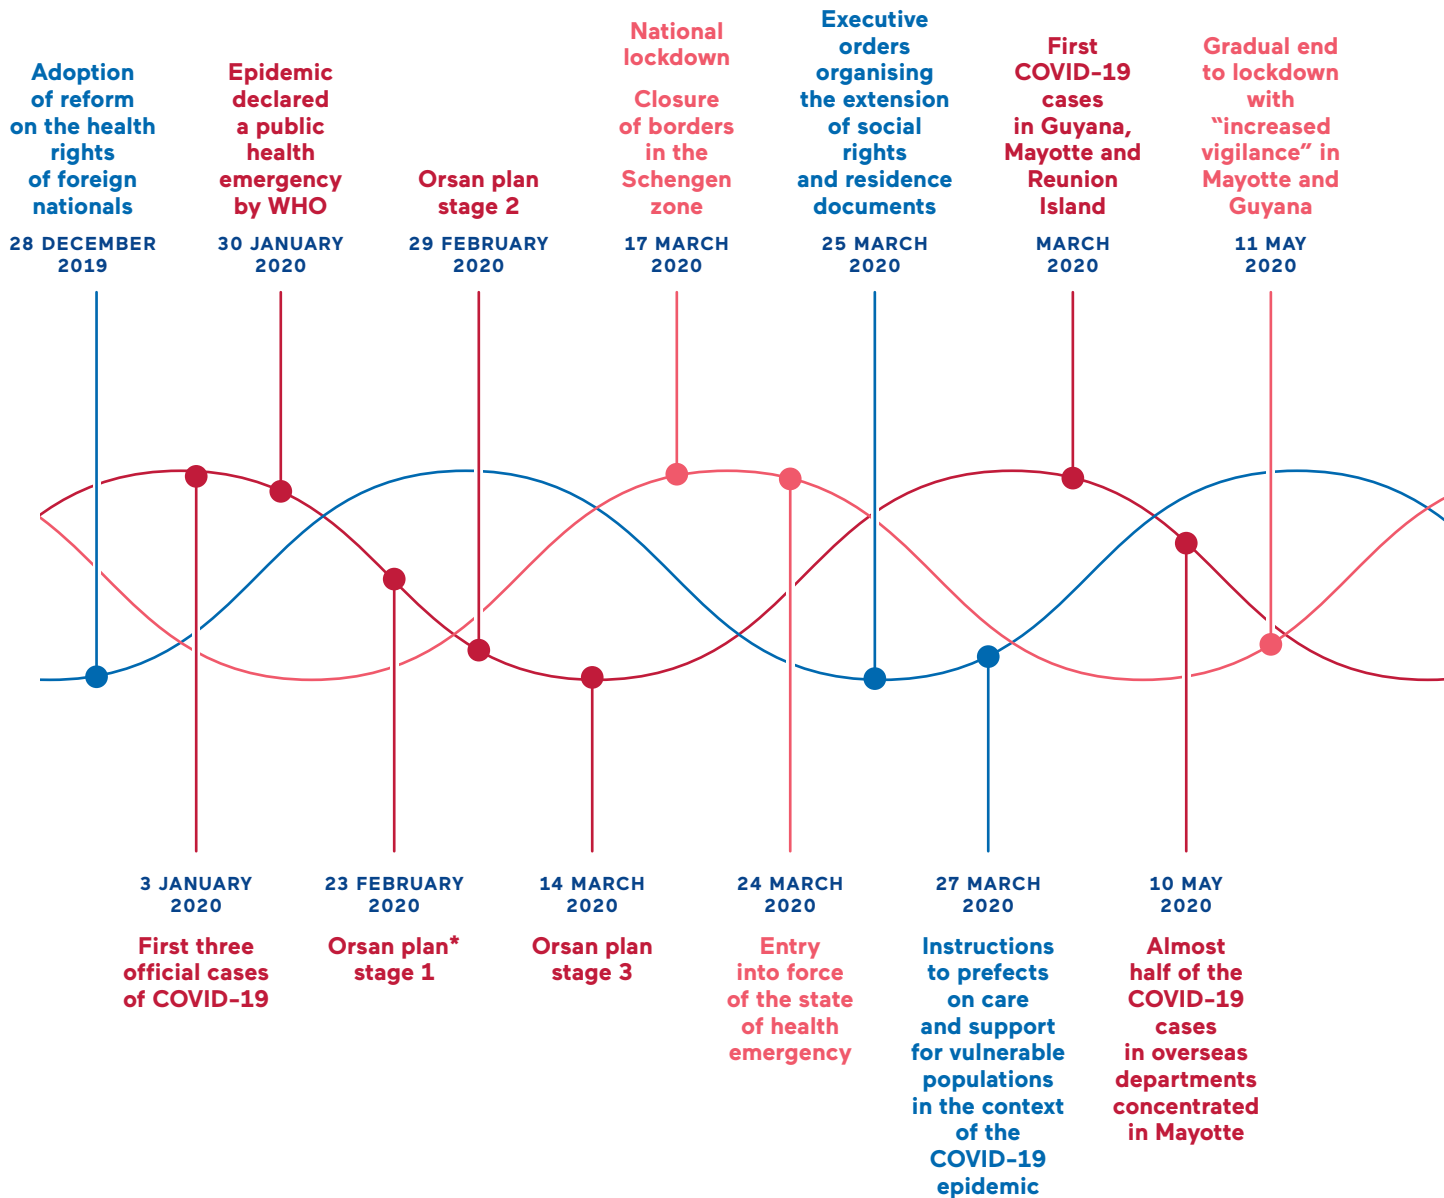 Adoption
of reform
on the health
rights
of foreign
nationals
28 DECEMBER
2019
Epidemic
declared
a public
health
emergency
by WHO
30 JANUARY
2020
Orsan plan
stage 2
29 FEBRUARY
2020
National
lockdown
Closure
of borders
in the
Schengen
zone
17 MARCH
2020
Executive
orders
organising
the extension
of social
rights
and residence
documents
25 MARCH
2020
First
COVID-19
cases
in Guyana,
Mayotte and
Reunion
Island
MARCH
2020
Gradual end
to lockdown
with
“increased
vigilance” in
Mayotte and
Guyana
11 MAY
2020
3 JANUARY
2020
First three
official cases
of COVID-19
23 FEBRUARY
2020
Orsan plan*
stage 1
14 MARCH
2020
Orsan plan
stage 3
24 MARCH
2020
Entry
into force
of the state
of health
emergency
27 MARCH
2020
Instructions
to prefects
on care
and support
for vulnerable
populations
in the context
of the
COVID-19
epidemic
10 MAY
2020
Almost
half of the
COVID-19
cases
in overseas
departments
concentrated
in Mayotte